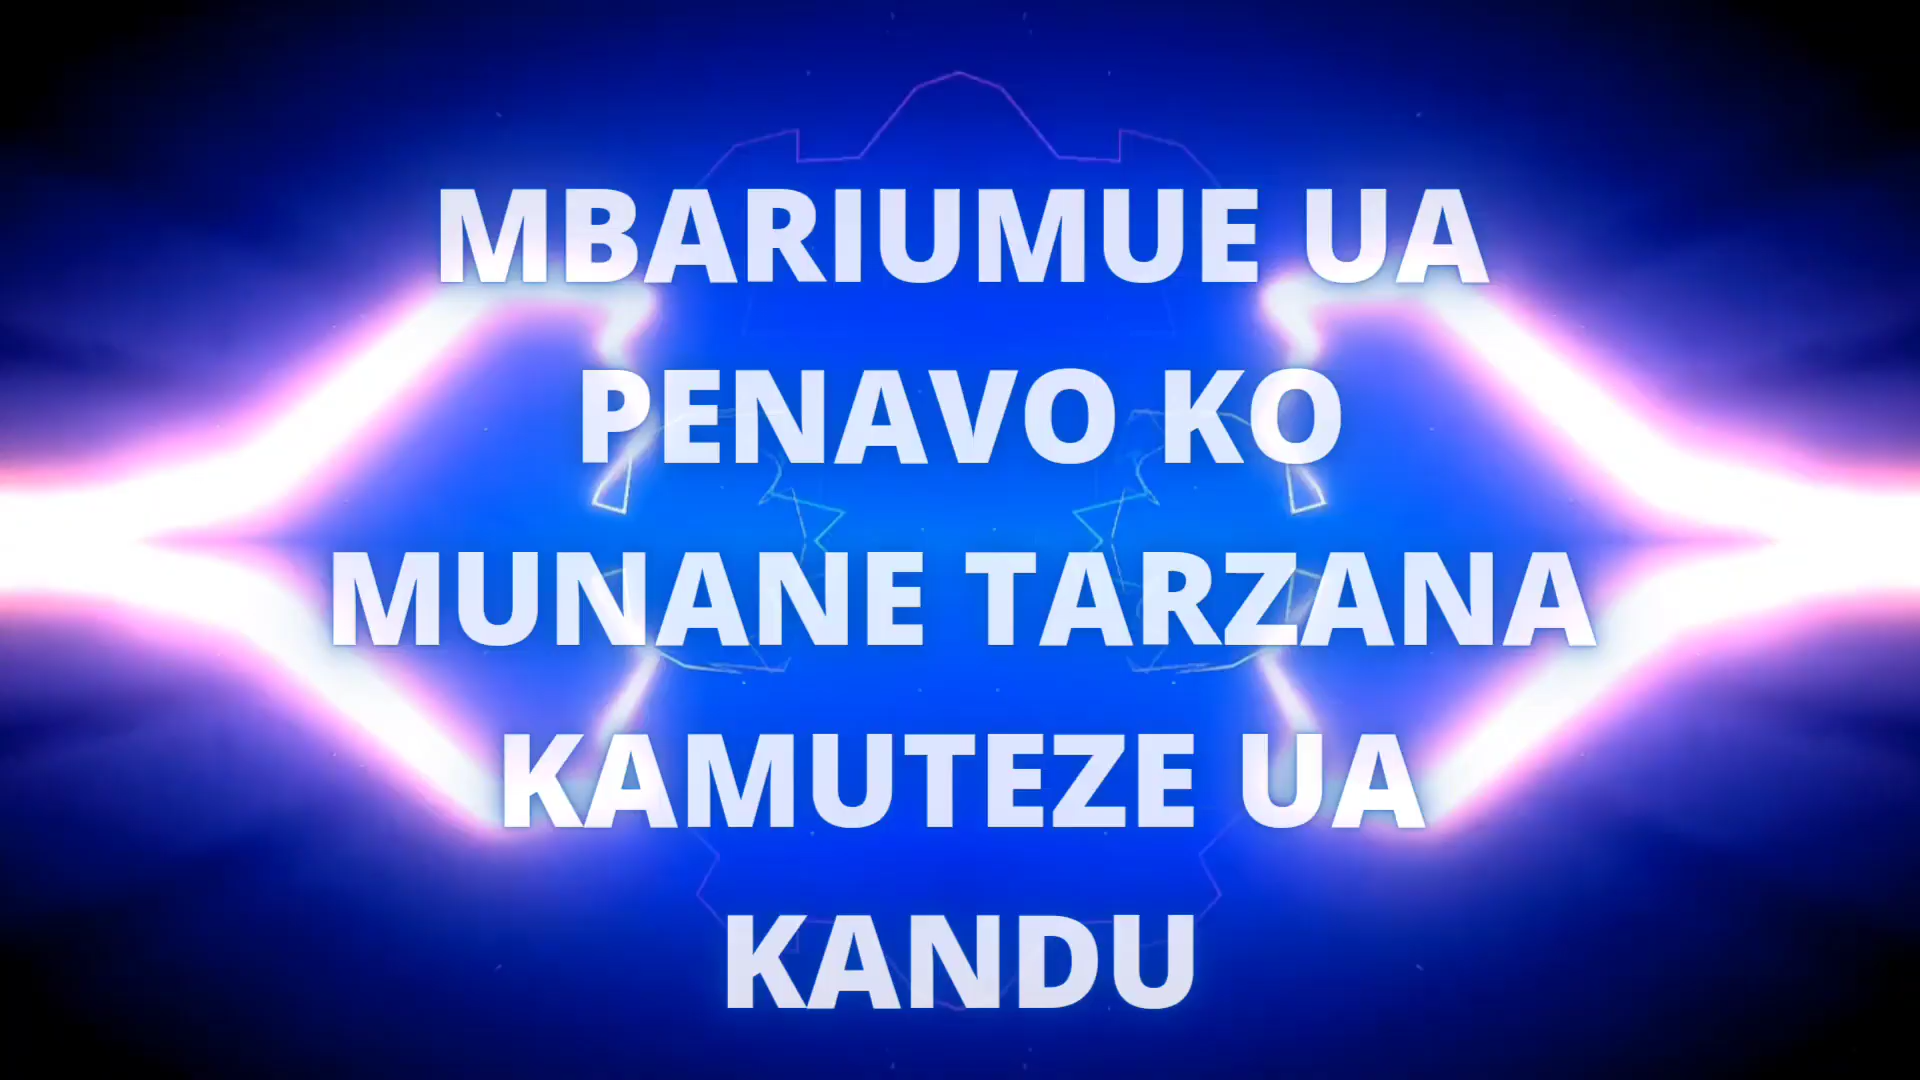 MBARIUMUE UA
PENAVO KO
MUNANE TARZANA
KAMUTEZE UA
KANDU